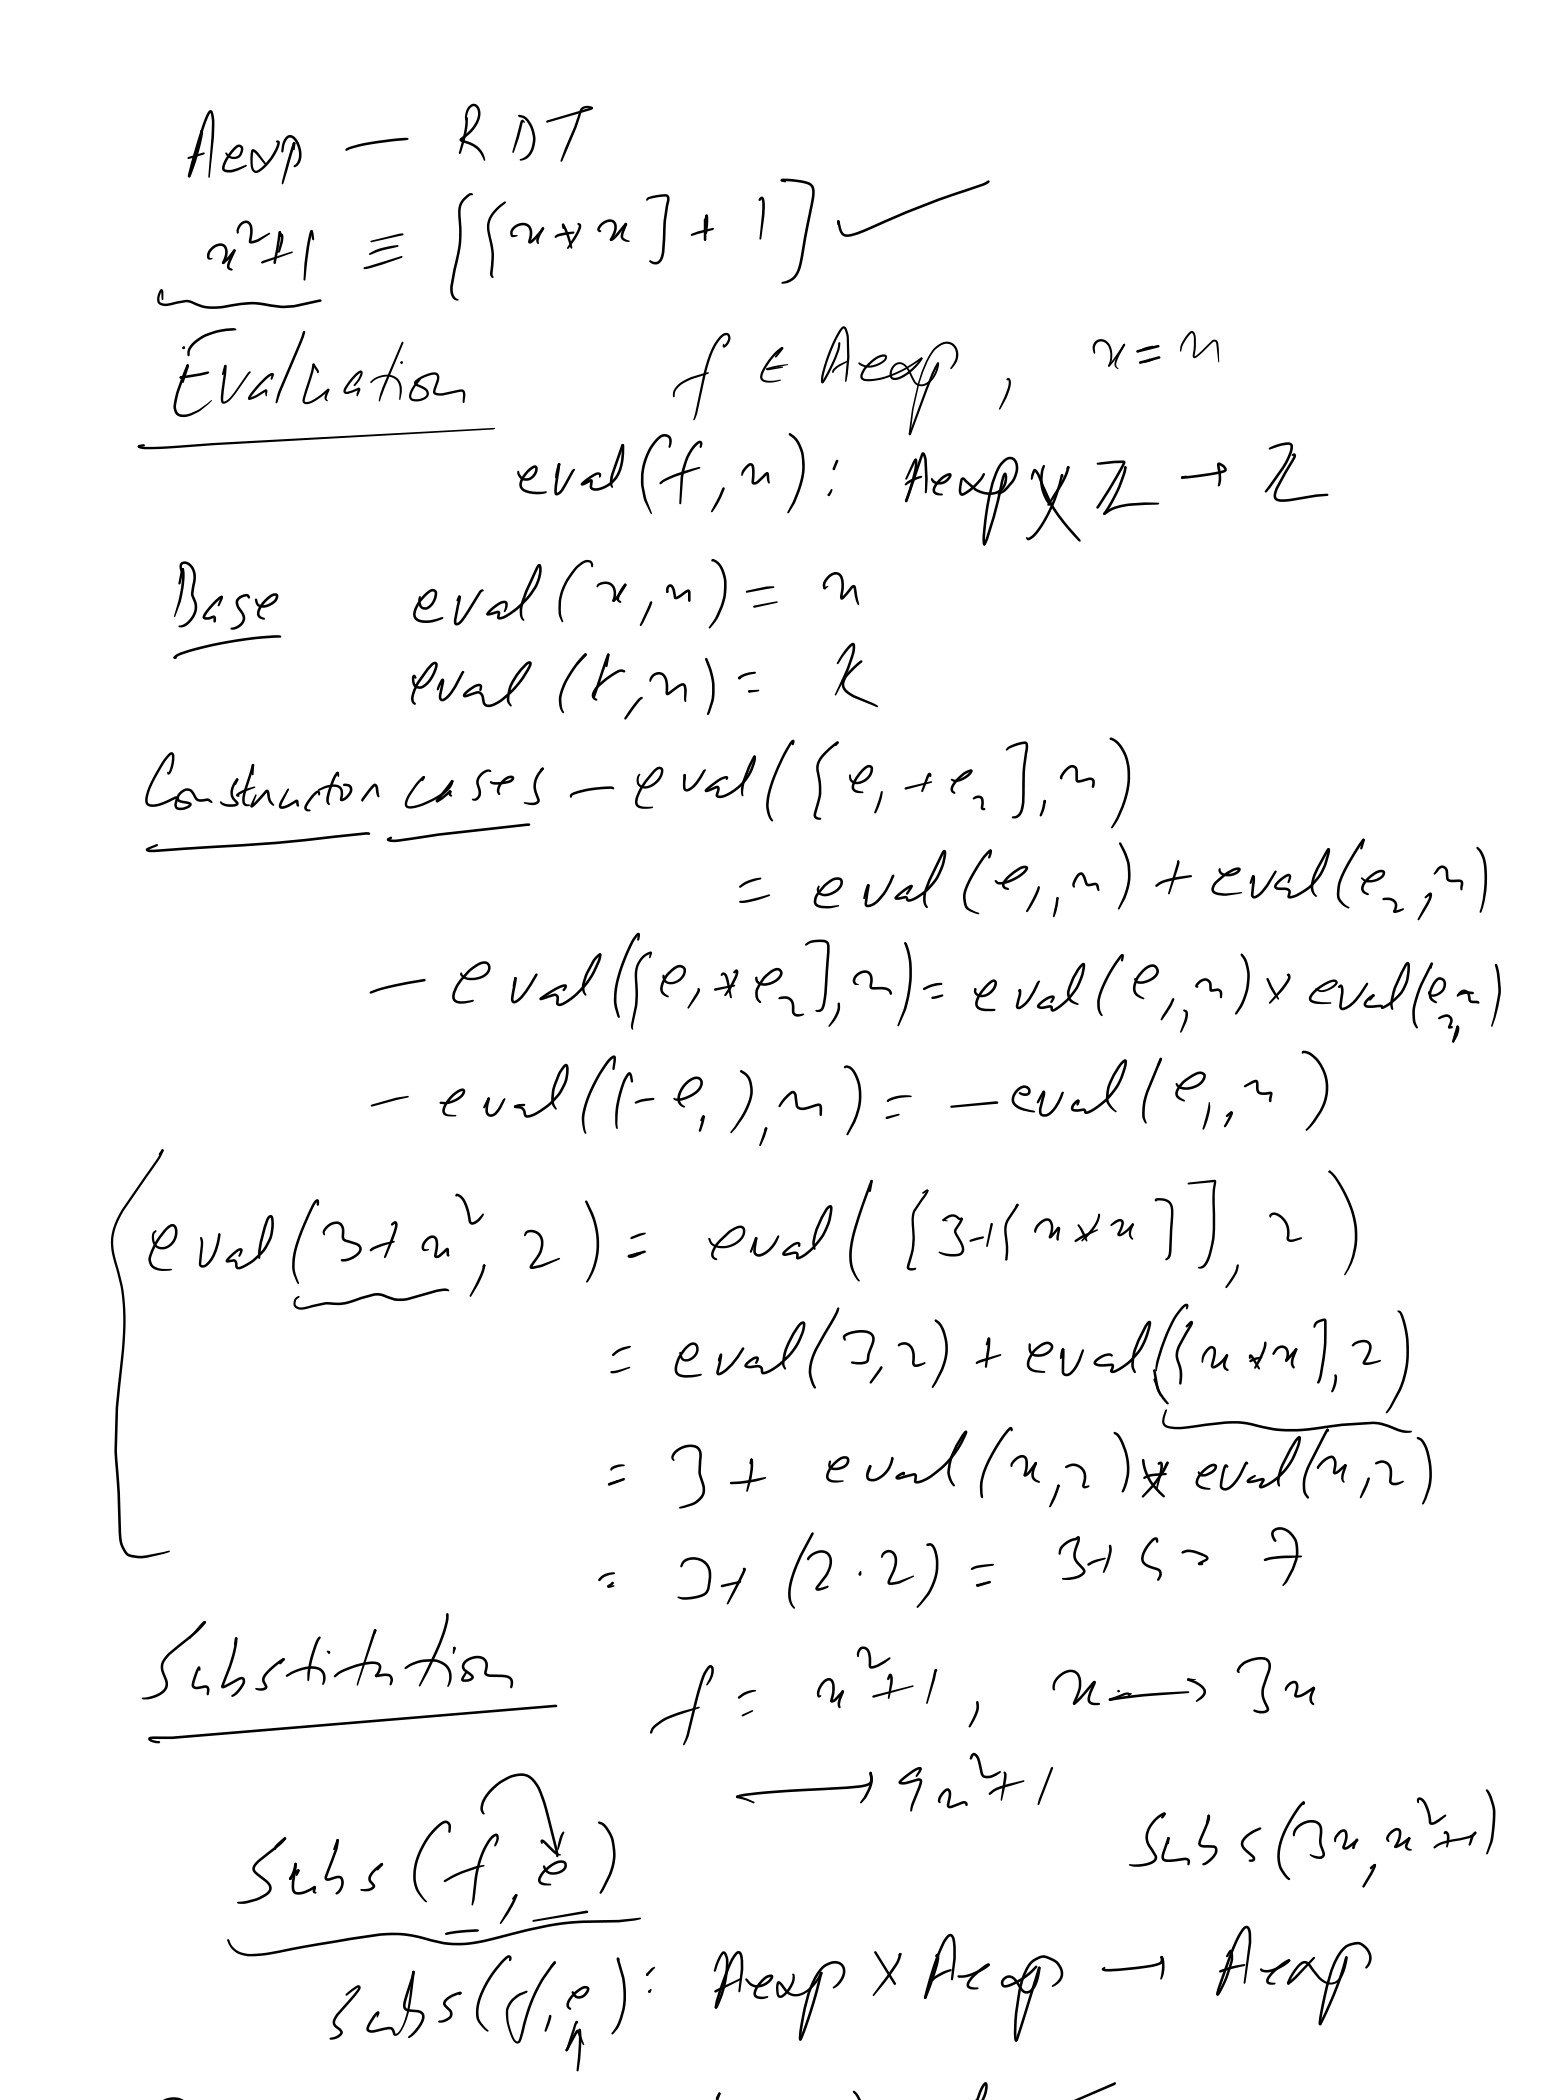 Aexp — RDT
x²+1 ≡ [[x*x]+1] ✓
Evaluation f ∈ Aexp, x=n
eval(f,n): Aexp×Z → Z
Base eval(x,n)= n
eval(k,n)= k
Constructor cases – eval([e₁+e₂],n)
= eval(e₁,n)+eval(e₂,n)
– eval([e₁*e₂],n)= eval(e₁,n)×eval(e₂,n)
– eval((-e₁),n)= –eval(e₁,n)
eval(3+x², 2)= eval([3+[x*x]], 2)
= eval(3,2)+eval([x*x],2)
= 3+ eval(x,2)*eval(x,2)
= 3+(2·2)= 3+4= 7
Substitution f= x²+1, x→3x
→ 9x²+1
Subs(f,e) Subs(3x,x²+1)
Subs(f,e): Aexp×Aexp → Aexp